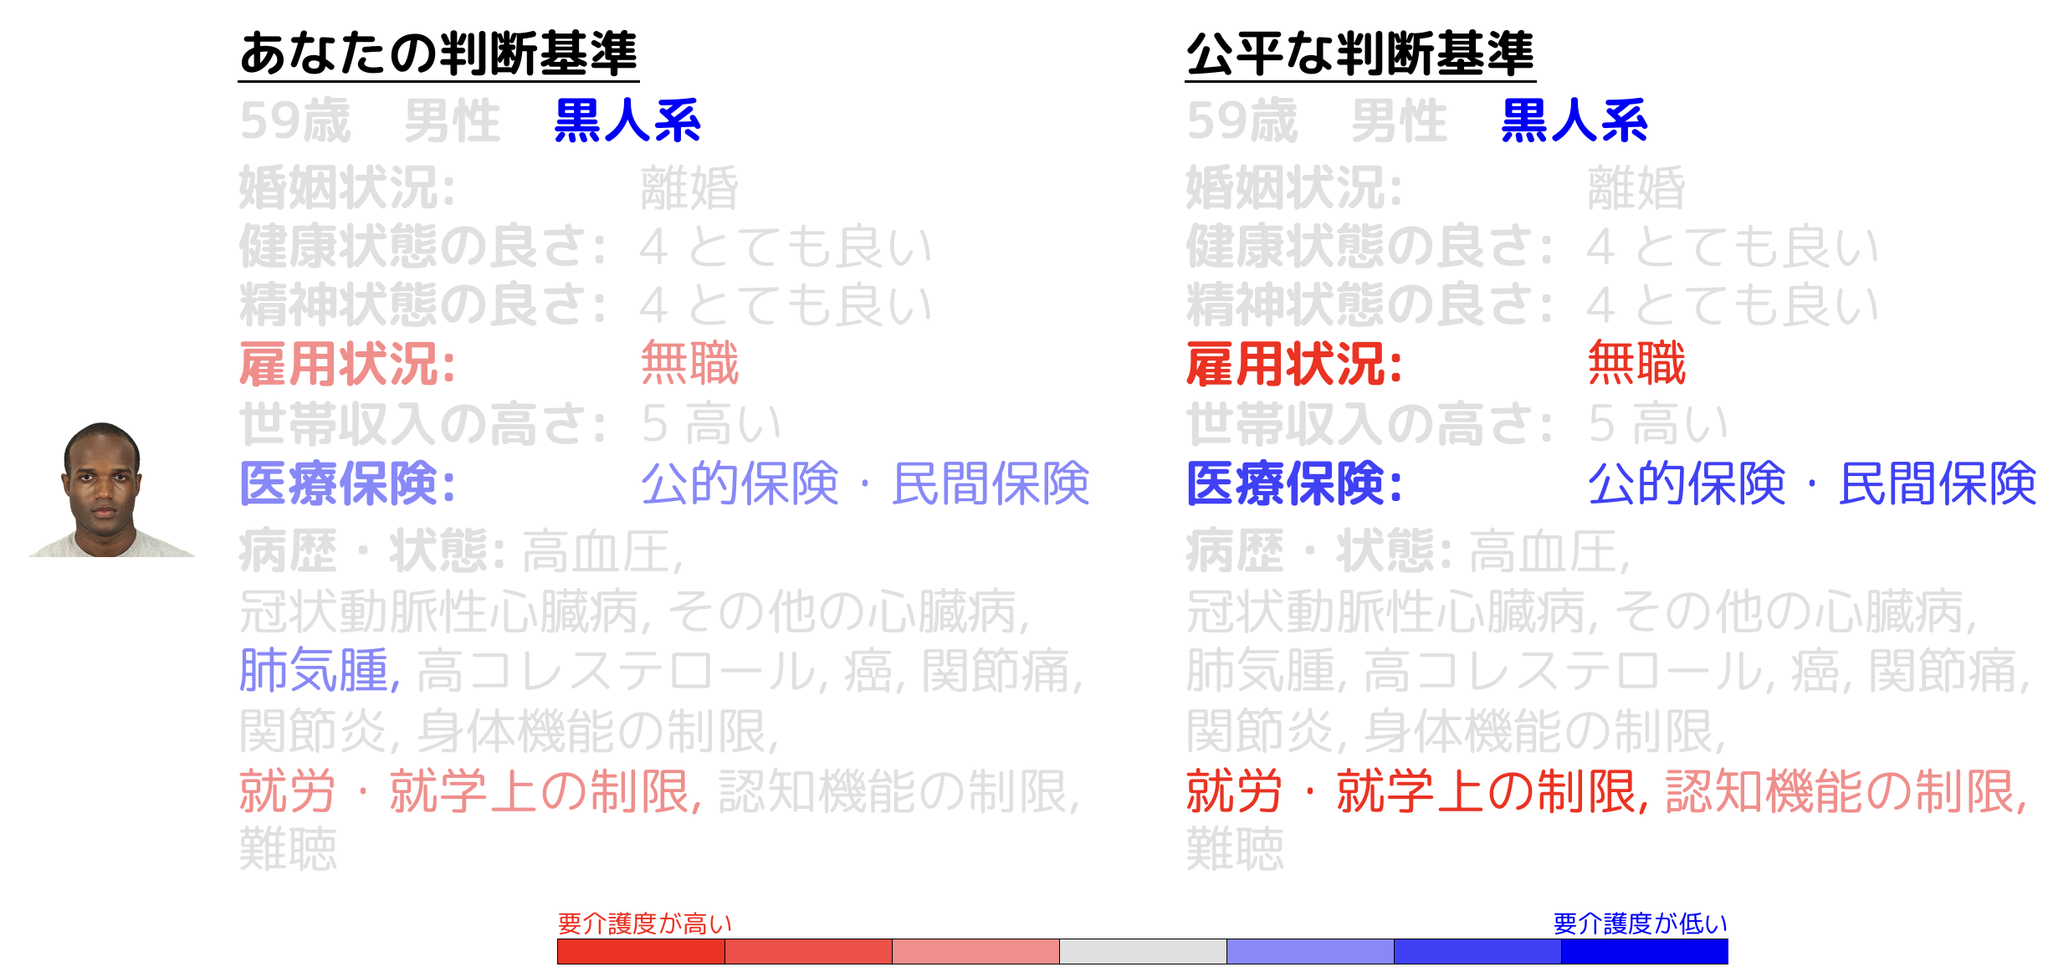 あなたの判断基準
59歳 男性 黒人系
婚姻状況: 離婚
健康状態の良さ: 4 とても良い
精神状態の良さ: 4 とても良い
雇用状況: 無職
世帯収入の高さ: 5 高い
医療保険: 公的保険・民間保険
病歴・状態: 高血圧,
冠状動脈性心臓病, その他の心臓病,
肺気腫, 高コレステロール, 癌, 関節痛,
関節炎, 身体機能の制限,
就労・就学上の制限, 認知機能の制限,
難聴
公平な判断基準
59歳 男性 黒人系
婚姻状況: 離婚
健康状態の良さ: 4 とても良い
精神状態の良さ: 4 とても良い
雇用状況: 無職
世帯収入の高さ: 5 高い
医療保険: 公的保険・民間保険
病歴・状態: 高血圧,
冠状動脈性心臓病, その他の心臓病,
肺気腫, 高コレステロール, 癌, 関節痛,
関節炎, 身体機能の制限,
就労・就学上の制限, 認知機能の制限,
難聴
要介護度が高い
要介護度が低い